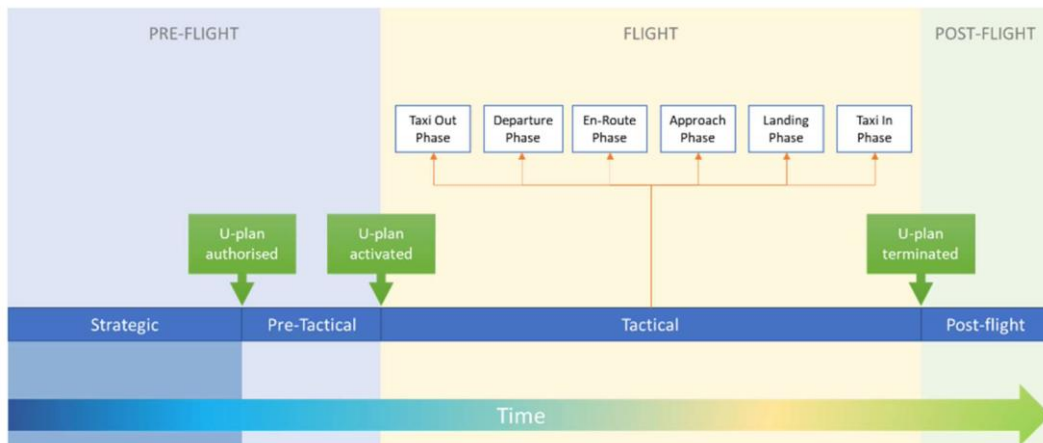 PRE-FLIGHT
FLIGHT
POST-FLIGHT
Taxi Out
Phase
Departure
Phase
En-Route
Phase
Approach
Phase
Landing
Phase
Taxi In
Phase
U-plan
authorised
U-plan
activated
U-plan
terminated
Strategic
Pre-Tactical
Tactical
Post-flight
Time